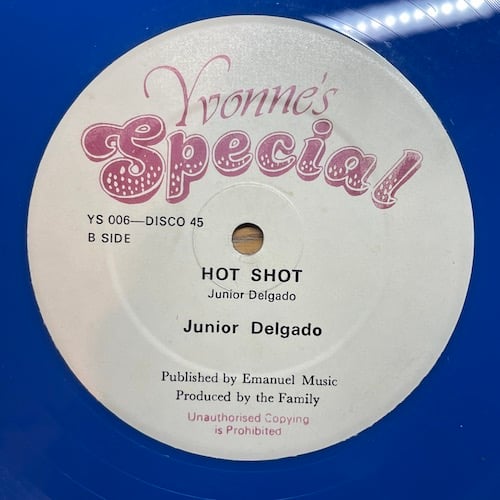 Yvonne's
Special
YS 006—DISCO 45
B SIDE
HOT SHOT
Junior Delgado
Junior Delgado
Published by Emanuel Music
Produced by the Family
Unauthorised Copying
is Prohibited